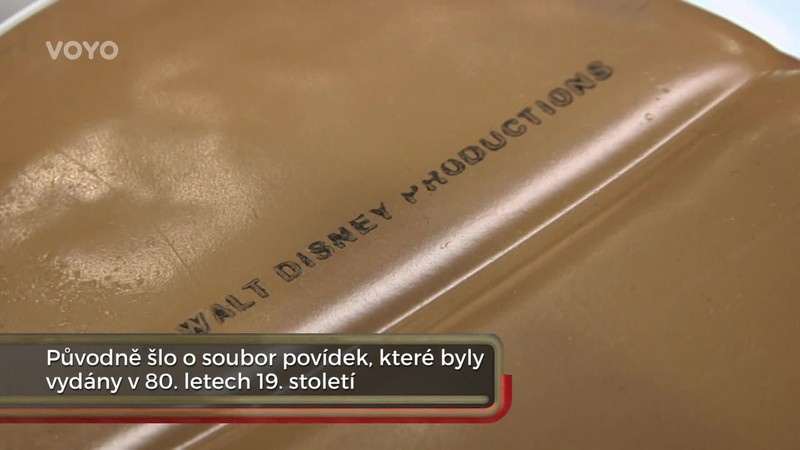 VOYO
WALT DISNEY PRODUCTIONS
Původně šlo o soubor povídek, které byly
vydány v 80. letech 19. století